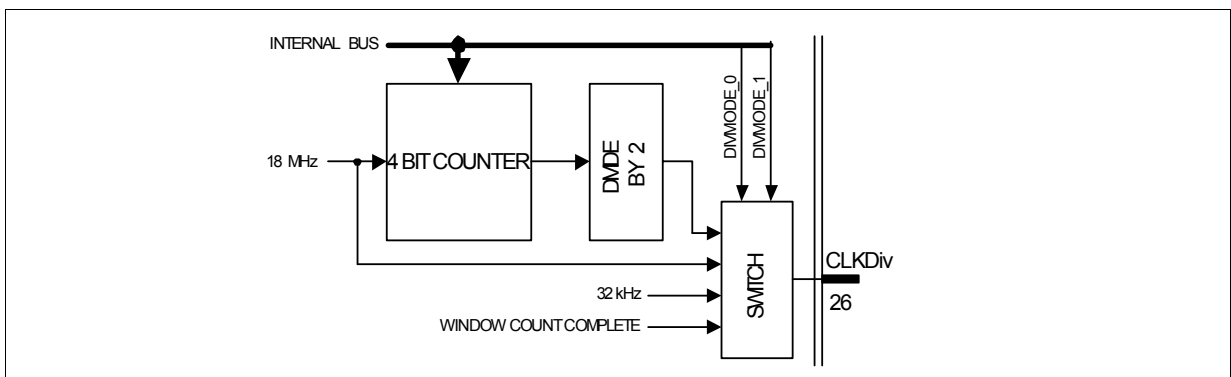 INTERNAL BUS
DIVMODE_0
DIVMODE_1
18 MHz
4 BIT COUNTER
DIVIDE
BY 2
SWITCH
CLKDiv
26
32 kHz
WINDOW COUNT COMPLETE